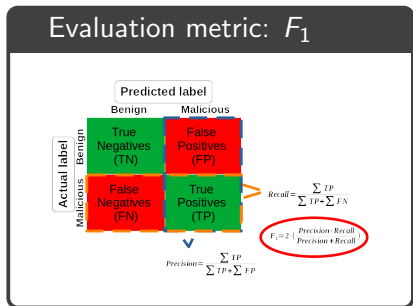 Evaluation metric: F₁
Predicted label
Benign Malicious
Actual label
Benign
Malicious
True
Negatives
(TN)
False
Positives
(FP)
False
Negatives
(FN)
True
Positives
(TP)
Recall = ∑ TP / ∑ TP + ∑ FN
F₁ = 2 · (Precision · Recall / Precision + Recall)
Precision = ∑ TP / ∑ TP + ∑ FP